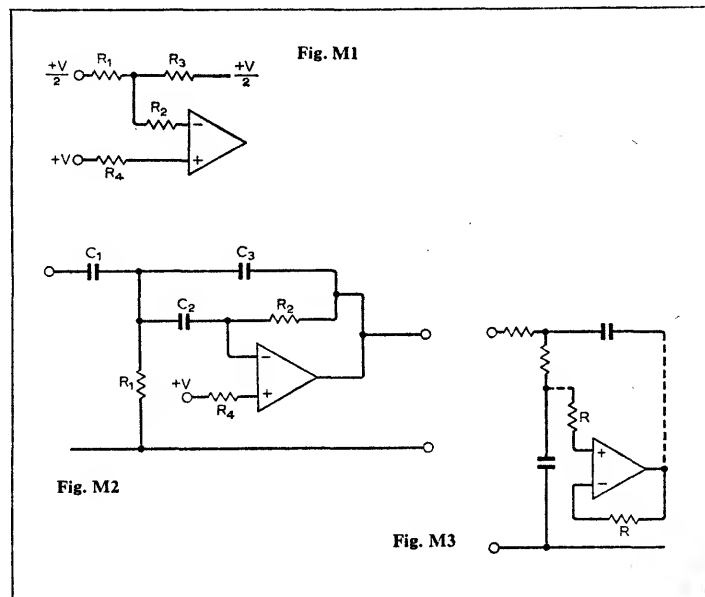 Fig. M1
+V/2 R1 R3 +V/2
R2
−
+V R4 +
C1 C3
C2 R2
R1 −
+V R4 +
Fig. M2
R
+
−
R
Fig. M3